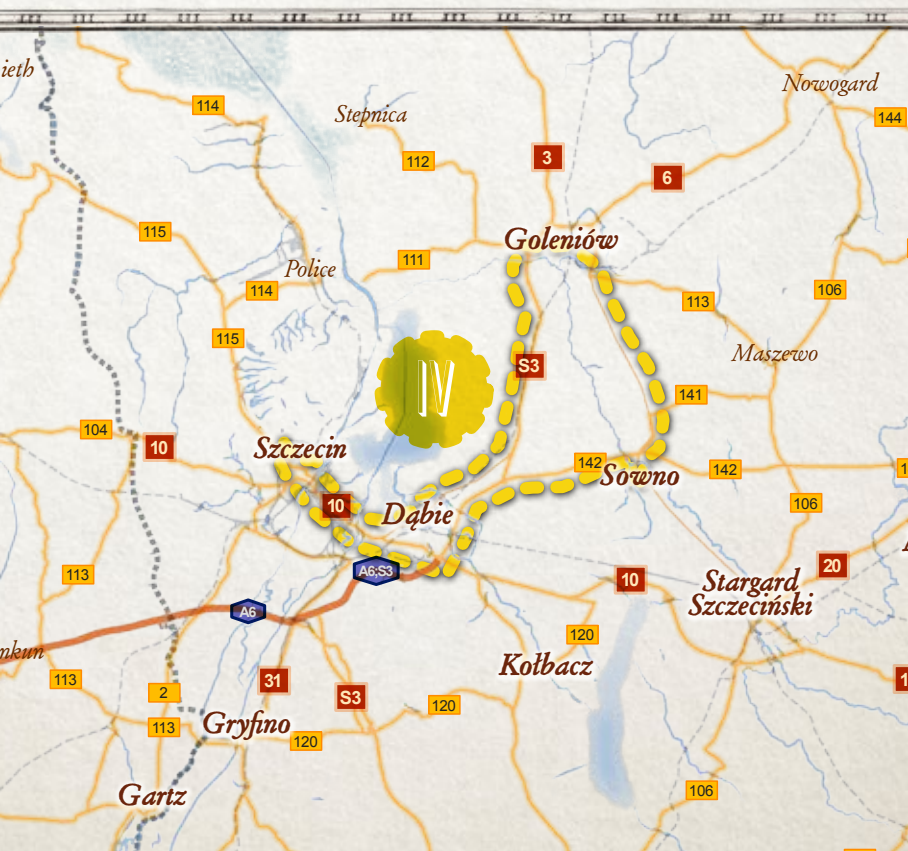 ieth
Nowogard
114
Stepnica
144
3
112
6
115
Goleniów
111
Police
114
106
113
115
Maszewo
S3
IV
141
104
10
Szczecin
142
Sowno
142
10
106
Dąbie
A6;S3
113
20
10
Stargard
Szczeciński
A6
120
mkun
Kołbacz
113
31
2
S3
120
113
Gryfino
120
106
Gartz